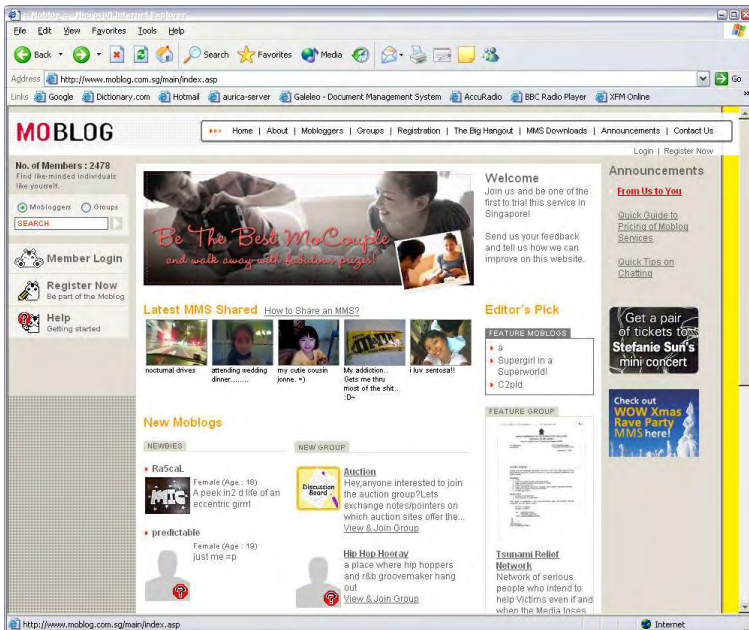 :: Moblog :: - Microsoft Internet Explorer
File Edit View Favorites Tools Help
Back Search Favorites Media
Address http://www.moblog.com.sg/main/index.asp Go
Links Google Dictionary.com Hotmail aurica-server Galeleo - Document Management System AccuRadio BBC Radio Player XFM Online »
MOBLOG
Home | About | Mobloggers | Groups | Registration | The Big Hangout | MMS Downloads | Announcements | Contact Us
Login | Register Now
No. of Members : 2478
Find like-minded individuals
like yourself.
Mobloggers Groups
SEARCH
Member Login
Register Now
Be part of the Moblog
Help
Getting started
Be The Best MoCouple
and walk away with fabulous prizes!
Welcome
Join us and be one of the
first to trial this service in
Singapore!
Send us your feedback
and tell us how we can
improve on this website.
Announcements
From Us to You
Quick Guide to
Pricing of Moblog
Services
Quick Tips on
Chatting
Latest MMS Shared How to Share an MMS?
nocturnal drives
attending wedding
dinner........
my cutie cousin
jonne. =)
My addiction..
Gets me thru
most of the shit..
:D~
i luv sentosa!!
Editor's Pick
FEATURE MOBLOGS
a
Supergirl in a
Superworld!
C2pid
Get a pair
of tickets to
Stefanie Sun's
mini concert
Check out
WOW Xmas
Rave Party
MMS here!
New Moblogs
NEWBIES
Ra5caL
Female (Age : 18)
A peek in2 d life of an
eccentric girrrl
predictable
Female (Age : 19)
just me =p
NEW GROUP
Discussion
Board
Auction
Hey,anyone interested to join
the auction group?Lets
exchange notes/pointers on
which auction sites offer the...
View & Join Group
Hip Hop Hooray
a place where hip hoppers
and r&b groovemaker hang
out
View & Join Group
FEATURE GROUP
Tsunami Relief
Network
Network of serious
people who intend to
help Victims even if and
when the Media loses
http://www.moblog.com.sg/main/index.asp Internet